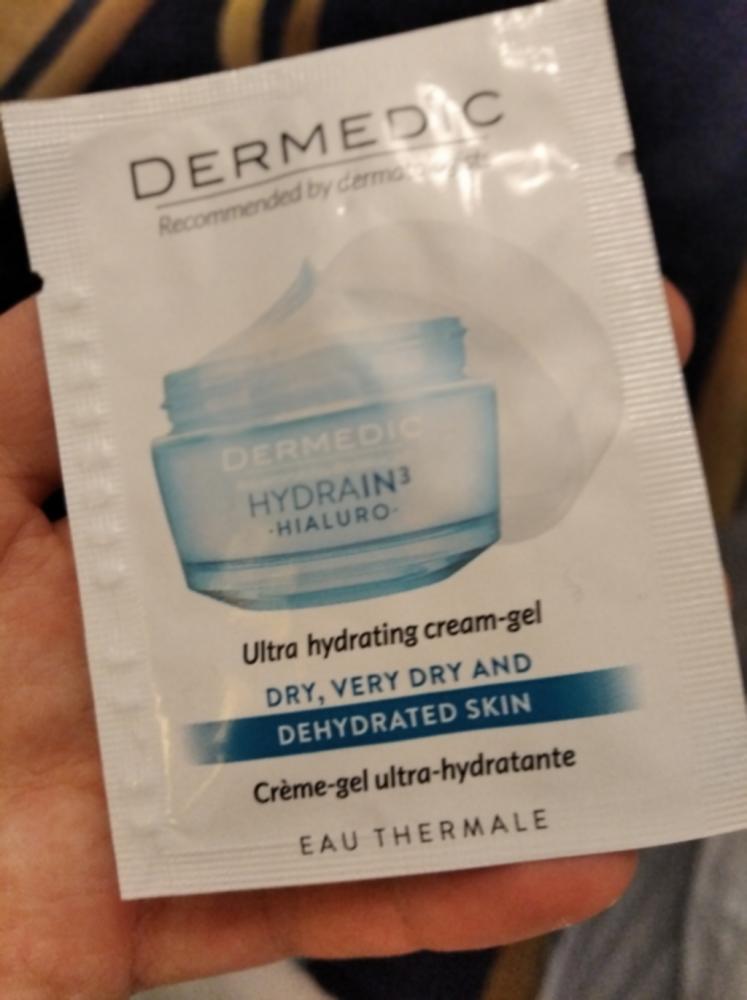 DERMEDIC
Recommended by dermatologists
DERMEDIC
HYDRAIN³
·HIALURO·
Ultra hydrating cream-gel
DRY, VERY DRY AND
DEHYDRATED SKIN
Crème-gel ultra-hydratante
EAU THERMALE